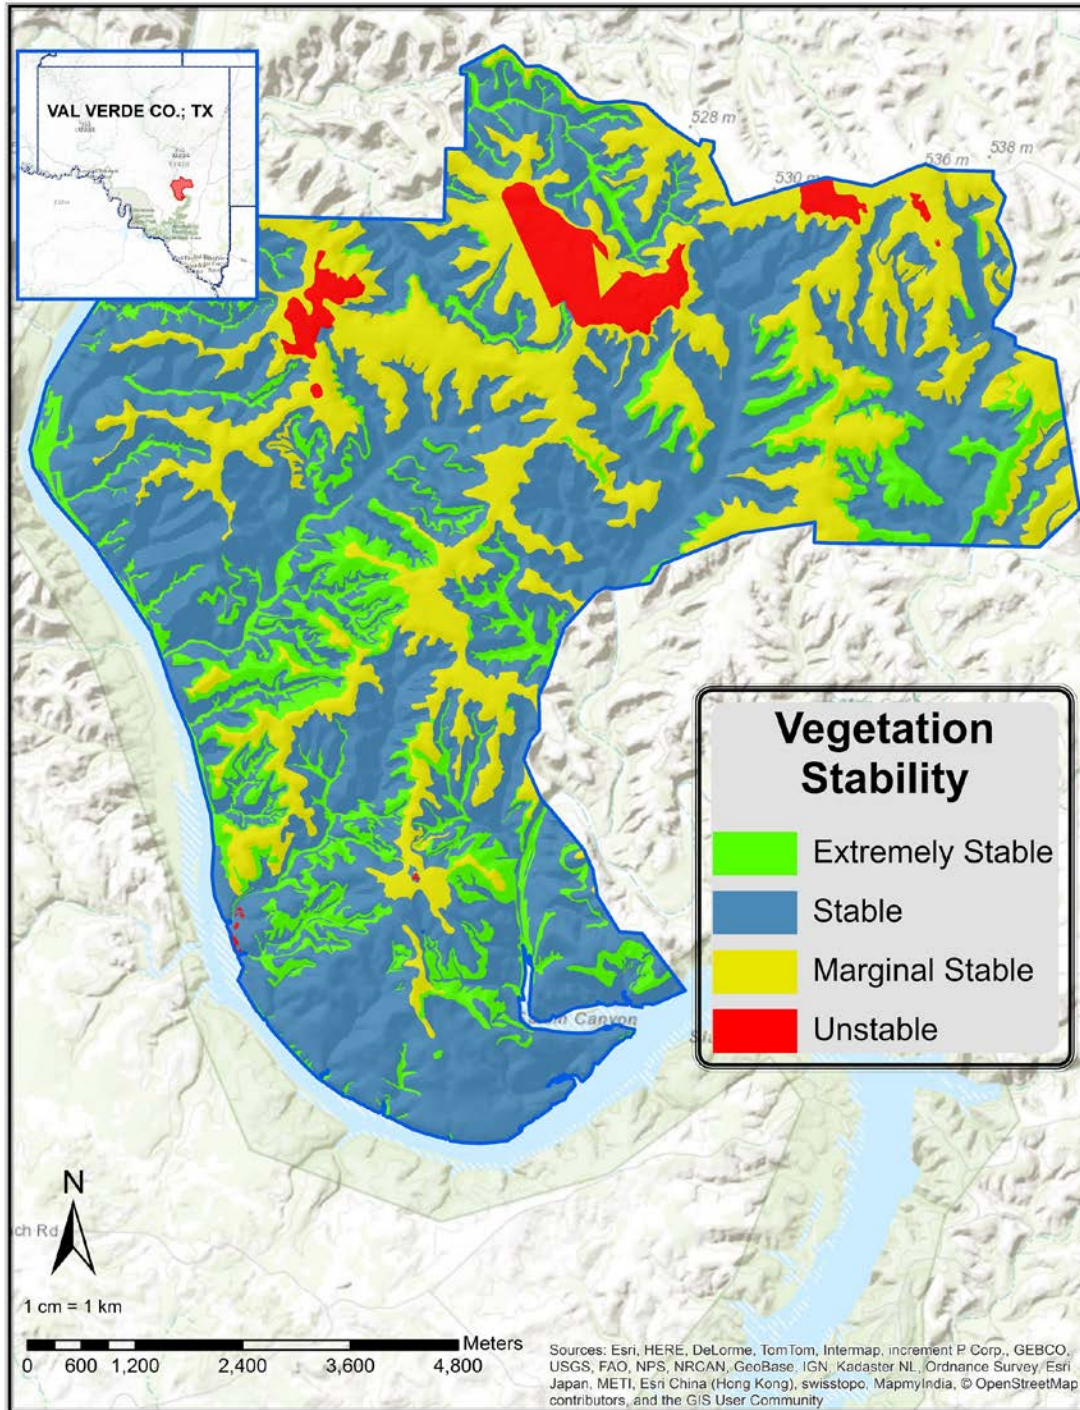 VAL VERDE CO.; TX
528 m
538 m
536 m
530 m
Vegetation
Stability
Extremely Stable
Stable
Marginal Stable
Unstable
Canyon
N
ch Rd
1 cm = 1 km
Meters
0 600 1,200 2,400 3,600 4,800
Sources: Esri, HERE, DeLorme, TomTom, Intermap, increment P Corp., GEBCO,
USGS, FAO, NPS, NRCAN, GeoBase, IGN, Kadaster NL, Ordnance Survey, Esri
Japan, METI, Esri China (Hong Kong), swisstopo, MapmyIndia, © OpenStreetMap
contributors, and the GIS User Community